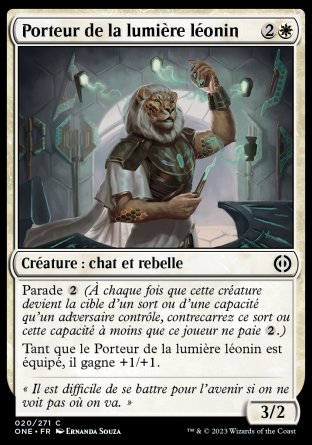 Porteur de la lumière léonin 2
Créature : chat et rebelle
Parade 2 (À chaque fois que cette créature
devient la cible d'un sort ou d'une capacité
qu'un adversaire contrôle, contrecarrez ce sort ou
cette capacité à moins que ce joueur ne paie 2.)
Tant que le Porteur de la lumière léonin est
équipé, il gagne +1/+1.
« Il est difficile de se battre pour l'avenir si on ne
voit pas où on va. »
3/2
020/271 C
ONE • FR Ernanda Souza
™ & © 2023 Wizards of the Coast